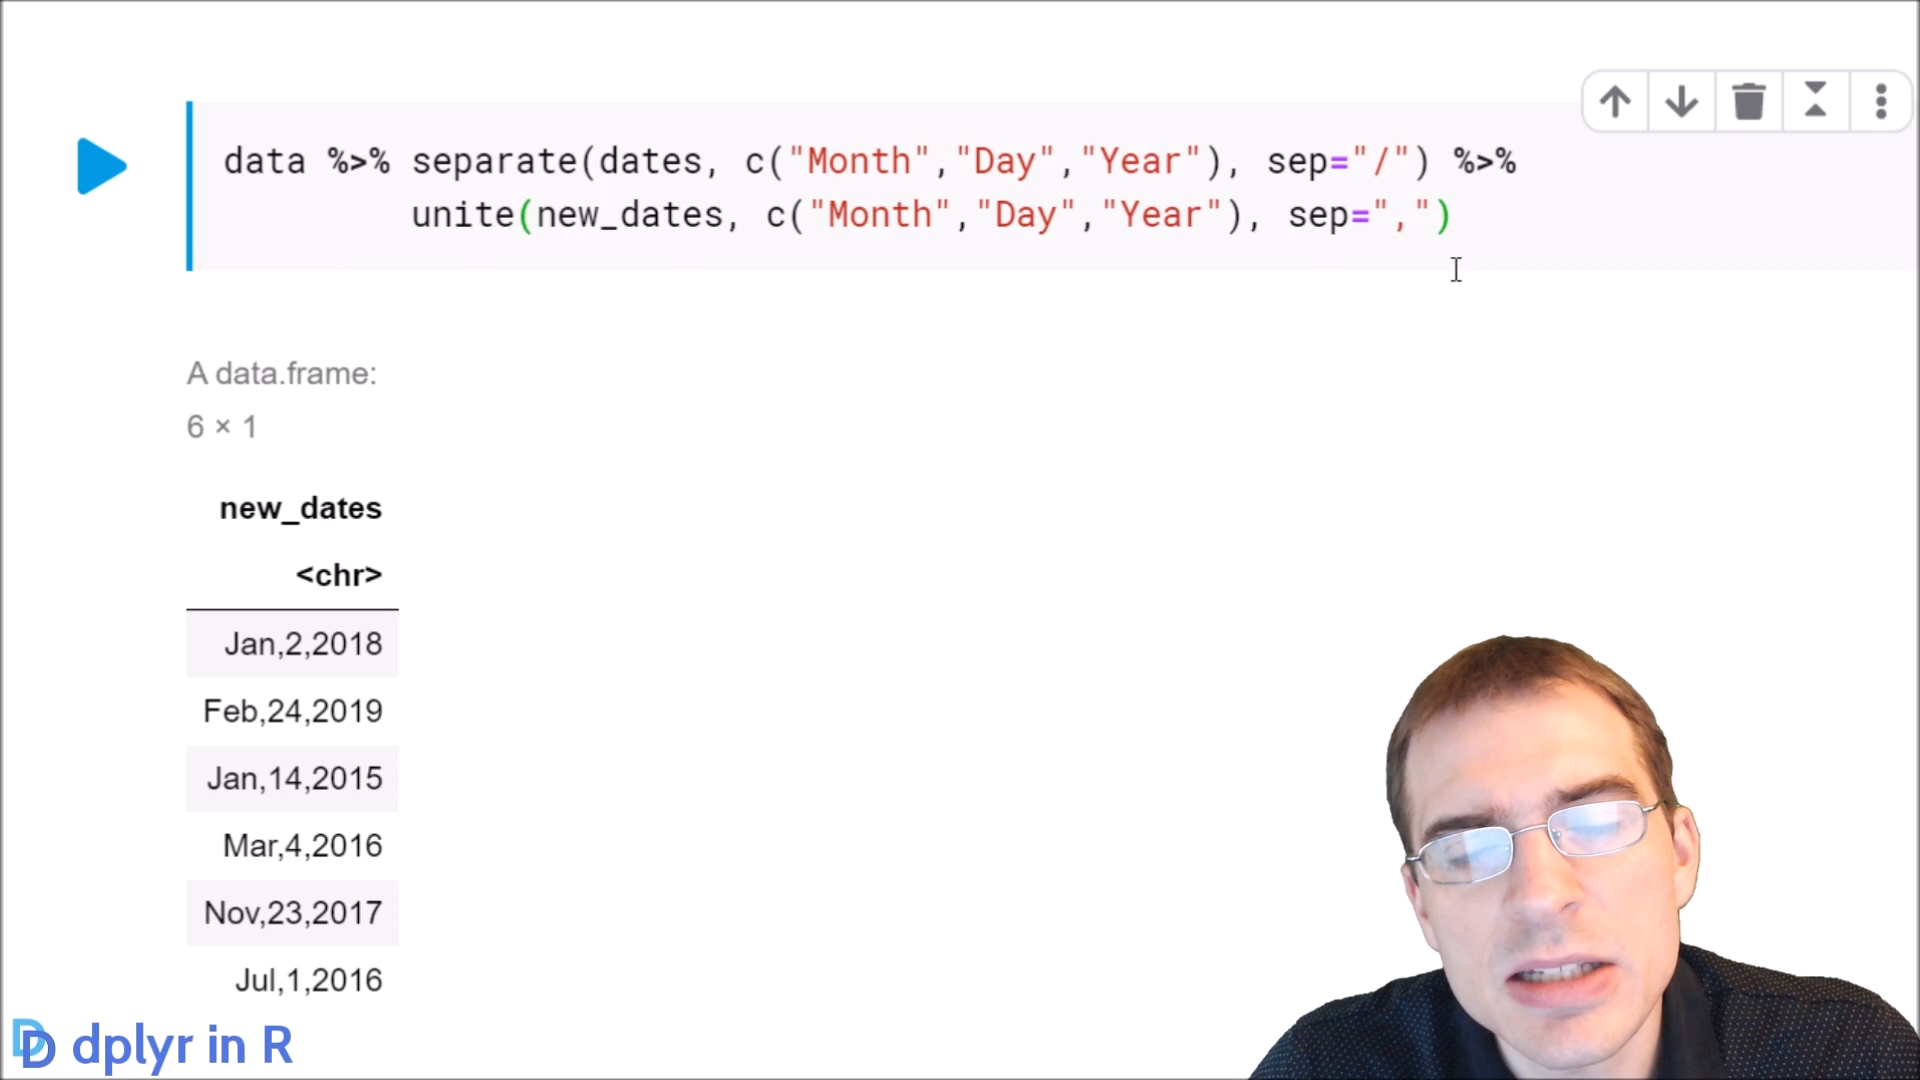 data %>% separate(dates, c("Month","Day","Year"), sep="/") %>%
unite(new_dates, c("Month","Day","Year"), sep=",")
A data.frame:
6 × 1
new_dates
<chr>
Jan,2,2018
Feb,24,2019
Jan,14,2015
Mar,4,2016
Nov,23,2017
Jul,1,2016
dplyr in R